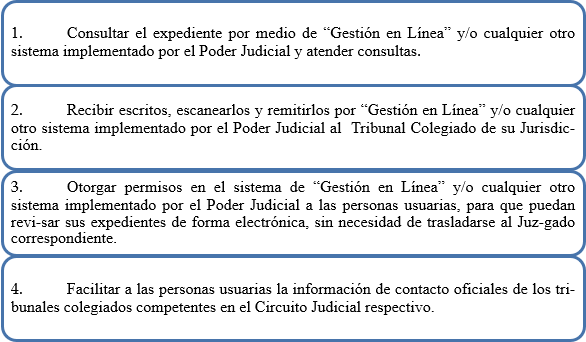 1. Consultar el expediente por medio de “Gestión en Línea” y/o cualquier otro
sistema implementado por el Poder Judicial y atender consultas.
2. Recibir escritos, escanearlos y remitirlos por “Gestión en Línea” y/o cualquier
otro sistema implementado por el Poder Judicial al Tribunal Colegiado de su Jurisdic-
ción.
3. Otorgar permisos en el sistema de “Gestión en Línea” y/o cualquier otro
sistema implementado por el Poder Judicial a las personas usuarias, para que puedan
revi-sar sus expedientes de forma electrónica, sin necesidad de trasladarse al Juz-gado
correspondiente.
4. Facilitar a las personas usuarias la información de contacto oficiales de los tri-
bunales colegiados competentes en el Circuito Judicial respectivo.